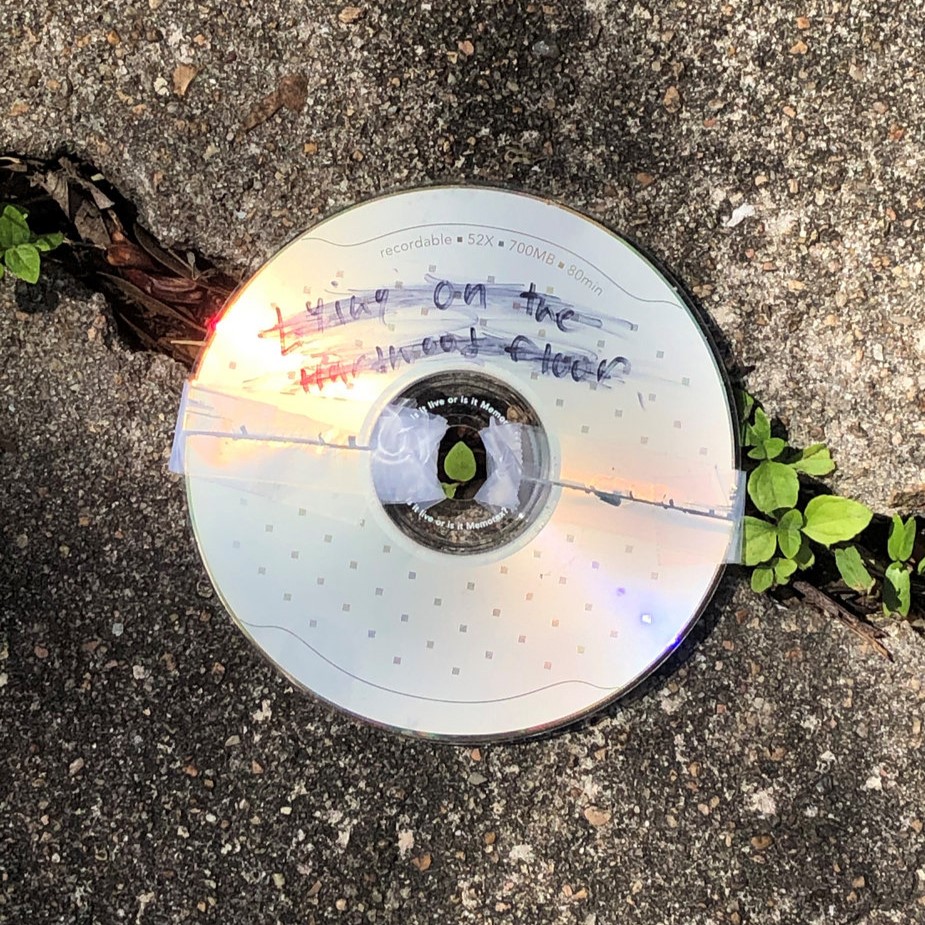 recordable ▪ 52X ▪ 700MB ▪ 80min
lying on the
hardwood floor
is it live or is it Memorex?
is it live or is it Memorex?